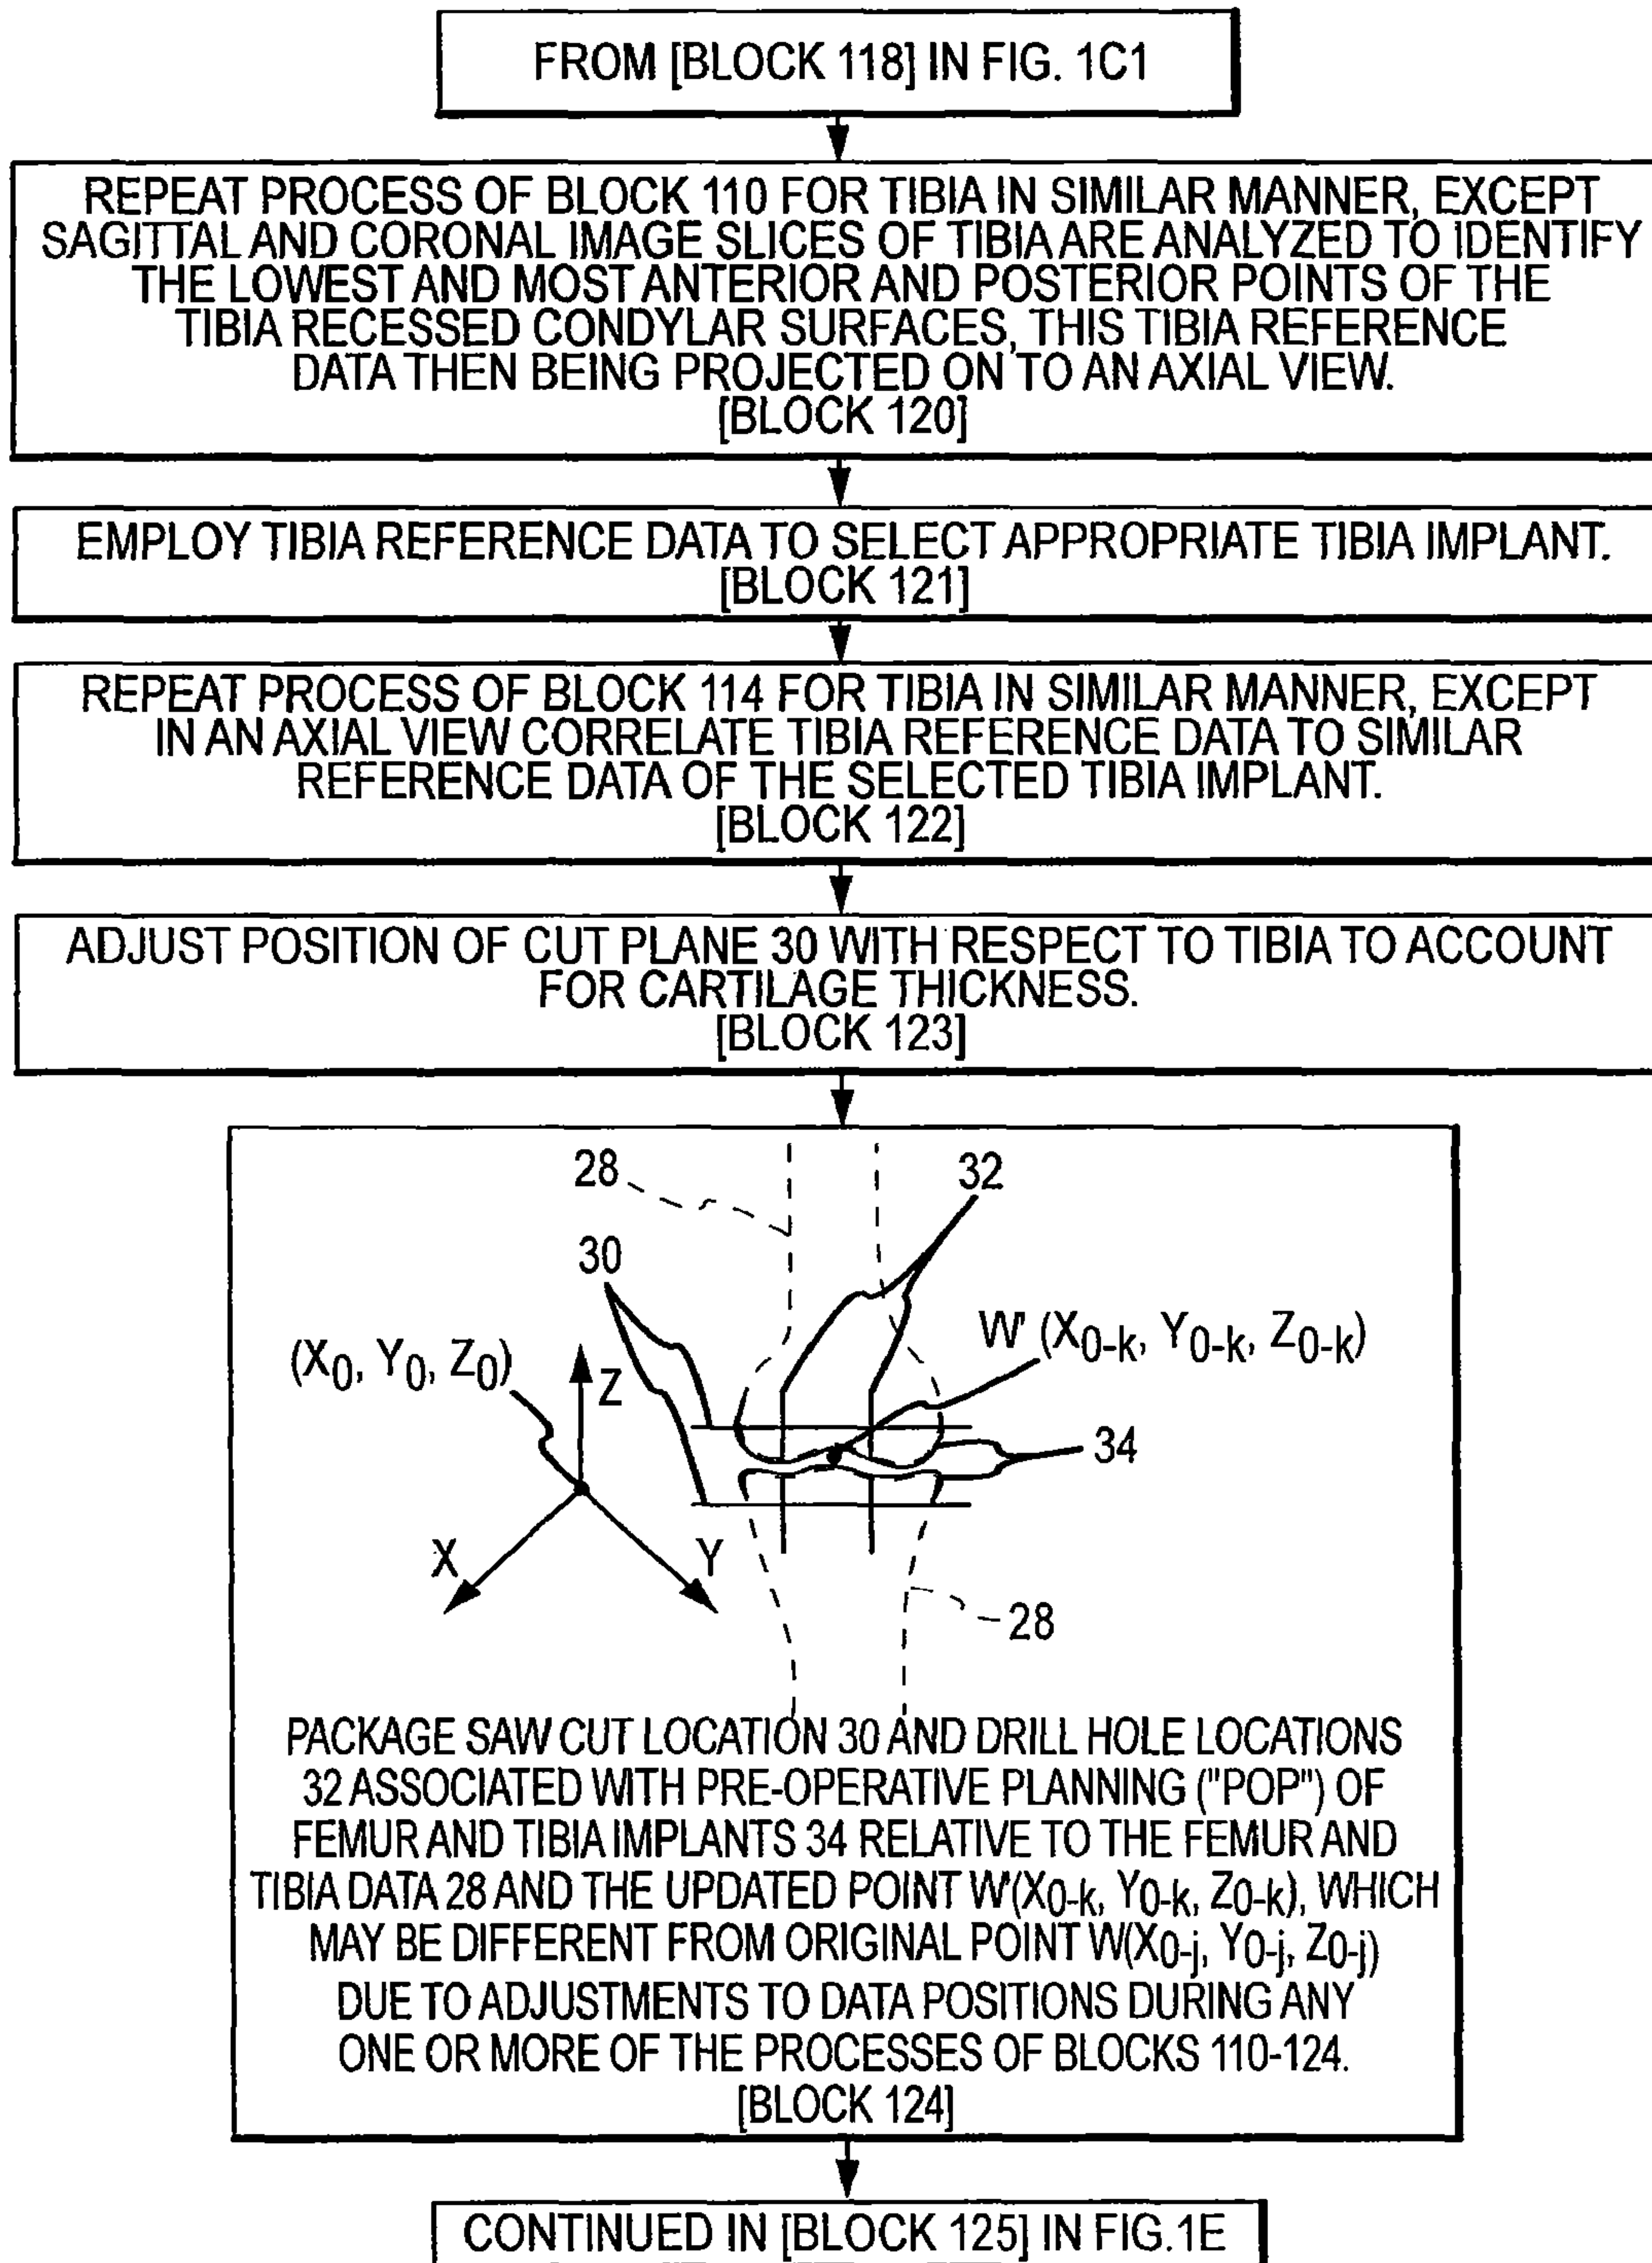 FROM [BLOCK 118] IN FIG. 1C1
REPEAT PROCESS OF BLOCK 110 FOR TIBIA IN SIMILAR MANNER, EXCEPT
SAGITTAL AND CORONAL IMAGE SLICES OF TIBIA ARE ANALYZED TO IDENTIFY
THE LOWEST AND MOST ANTERIOR AND POSTERIOR POINTS OF THE
TIBIA RECESSED CONDYLAR SURFACES, THIS TIBIA REFERENCE
DATA THEN BEING PROJECTED ON TO AN AXIAL VIEW.
[BLOCK 120]
EMPLOY TIBIA REFERENCE DATA TO SELECT APPROPRIATE TIBIA IMPLANT.
[BLOCK 121]
REPEAT PROCESS OF BLOCK 114 FOR TIBIA IN SIMILAR MANNER, EXCEPT
IN AN AXIAL VIEW CORRELATE TIBIA REFERENCE DATA TO SIMILAR
REFERENCE DATA OF THE SELECTED TIBIA IMPLANT.
[BLOCK 122]
ADJUST POSITION OF CUT PLANE 30 WITH RESPECT TO TIBIA TO ACCOUNT
FOR CARTILAGE THICKNESS.
[BLOCK 123]
28
32
30
W' (X0-k, Y0-k, Z0-k)
(X0, Y0, Z0)
Z
34
X
Y
28
PACKAGE SAW CUT LOCATION 30 AND DRILL HOLE LOCATIONS
32 ASSOCIATED WITH PRE-OPERATIVE PLANNING ("POP") OF
FEMUR AND TIBIA IMPLANTS 34 RELATIVE TO THE FEMUR AND
TIBIA DATA 28 AND THE UPDATED POINT W'(X0-k, Y0-k, Z0-k), WHICH
MAY BE DIFFERENT FROM ORIGINAL POINT W(X0-j, Y0-j, Z0-j)
DUE TO ADJUSTMENTS TO DATA POSITIONS DURING ANY
ONE OR MORE OF THE PROCESSES OF BLOCKS 110-124.
[BLOCK 124]
CONTINUED IN [BLOCK 125] IN FIG.1E